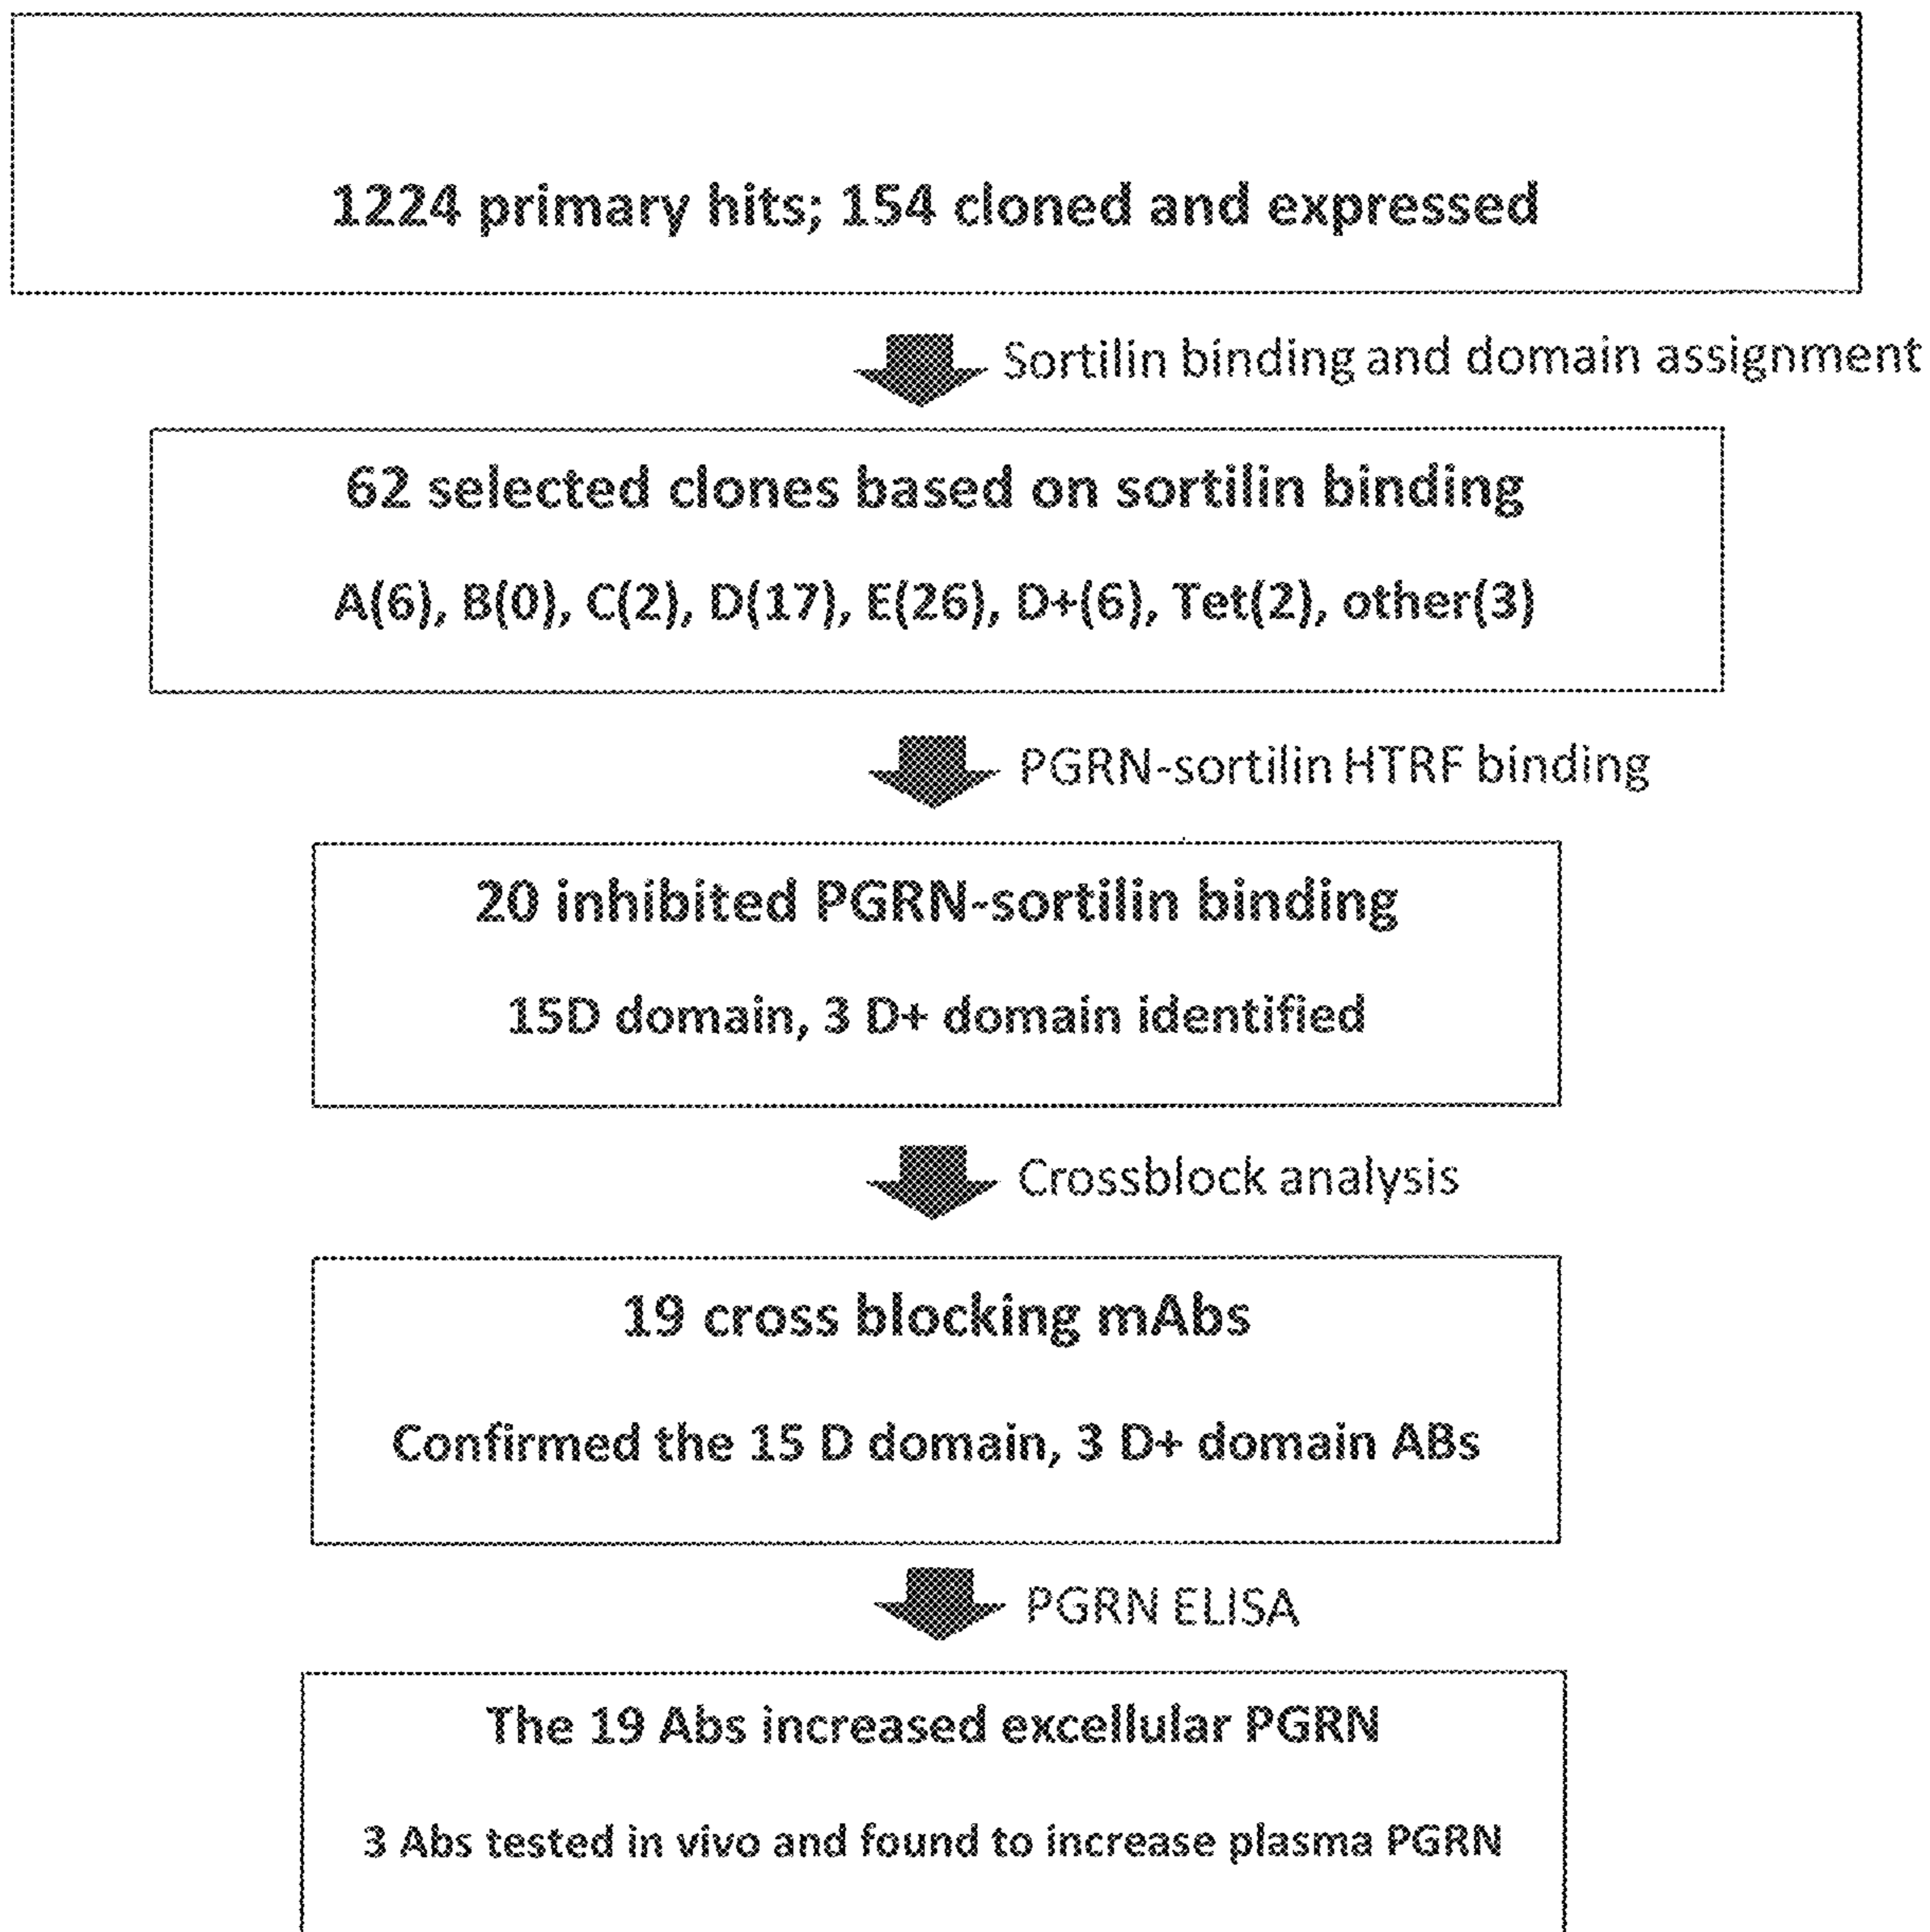 1224 primary hits; 154 cloned and expressed
Sortilin binding and domain assignment
62 selected clones based on sortilin binding
A(6), B(0), C(2), D(17), E(26), D+(6), Tet(2), other(3)
PGRN-sortilin HTRF binding
20 inhibited PGRN-sortilin binding
15D domain, 3 D+ domain identified
Crossblock analysis
19 cross blocking mAbs
Confirmed the 15 D domain, 3 D+ domain ABs
PGRN ELISA
The 19 Abs increased excellular PGRN
3 Abs tested in vivo and found to increase plasma PGRN